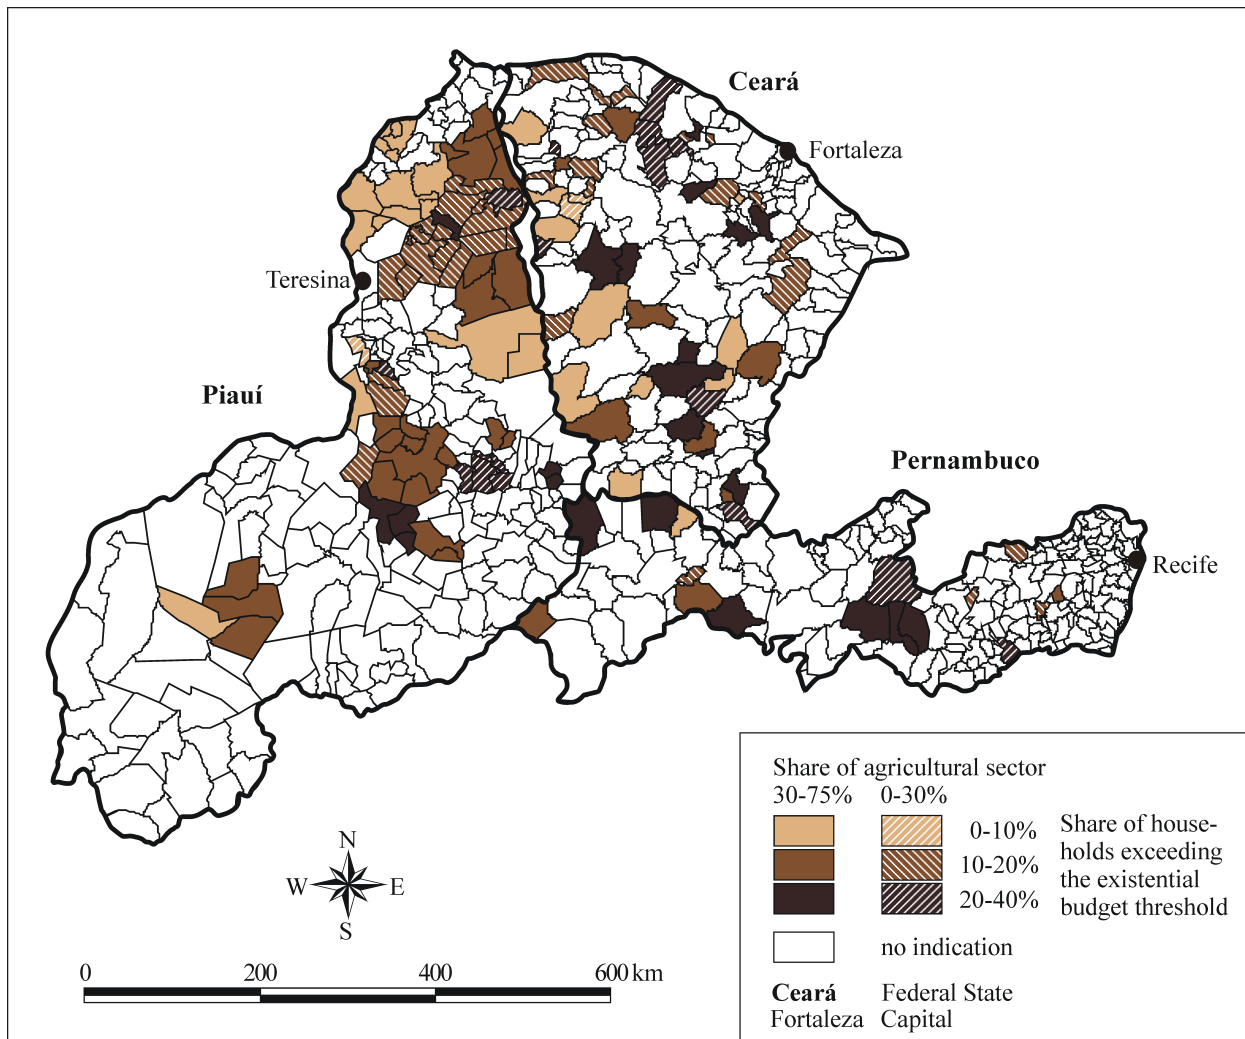 Ceará
Fortaleza
Teresina
Piauí
Pernambuco
Recife
N
W E
S
0 200 400 600 km
Share of agricultural sector
30-75% 0-30%
0-10%
10-20%
20-40%
Share of house-
holds exceeding
the existential
budget threshold
no indication
Ceará Federal State
Fortaleza Capital